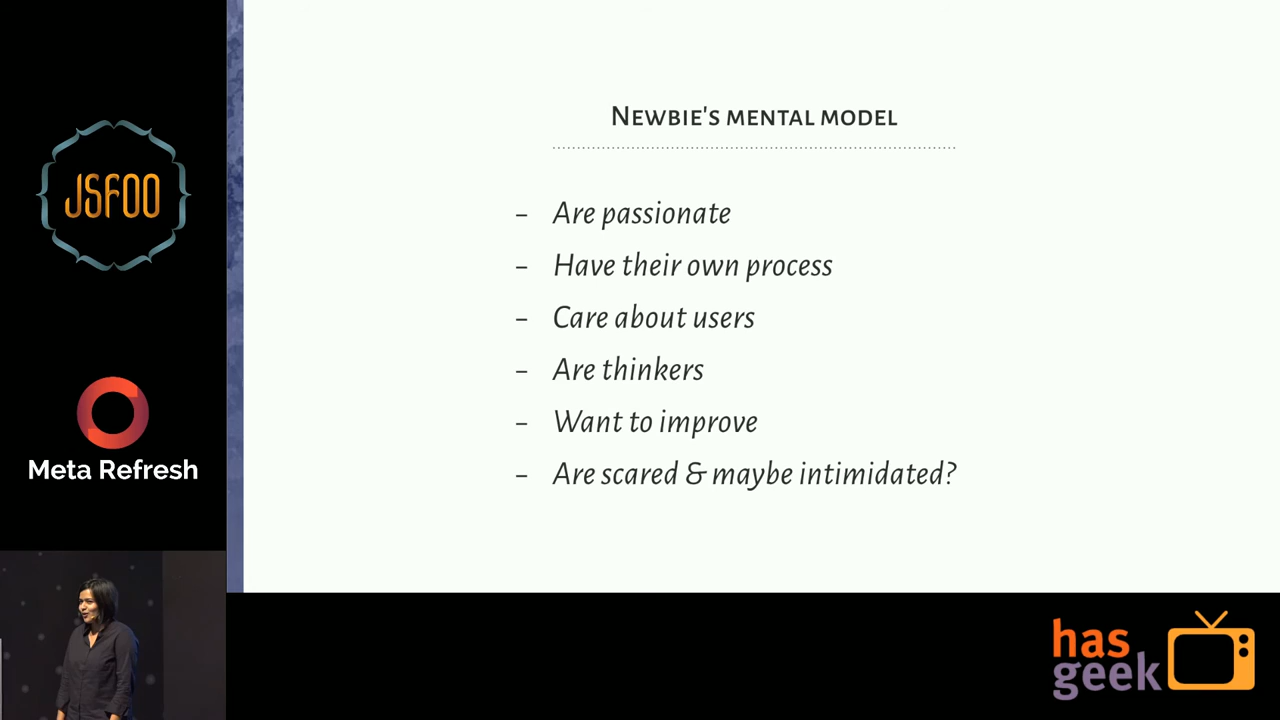 JSFOO
Meta Refresh
Newbie's mental model
– Are passionate
– Have their own process
– Care about users
– Are thinkers
– Want to improve
– Are scared & maybe intimidated?
has
geek